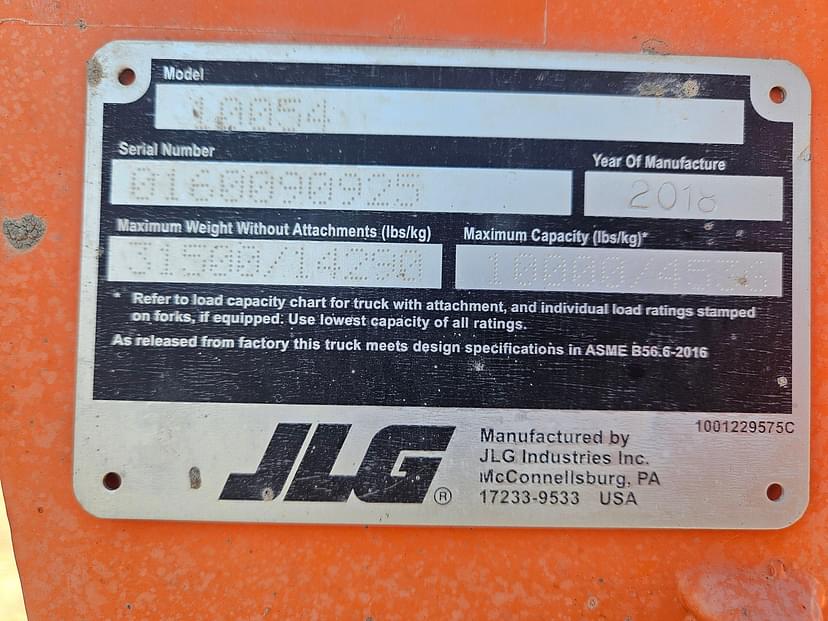 Model
10054
Serial Number
0160090925
Year Of Manufacture
2018
Maximum Weight Without Attachments (lbs/kg)
31500/14290
Maximum Capacity (lbs/kg)*
10000/4536
* Refer to load capacity chart for truck with attachment, and individual load ratings stamped
on forks, if equipped. Use lowest capacity of all ratings.
As released from factory this truck meets design specifications in ASME B56.6-2016
1001229575C
JLG®
Manufactured by
JLG Industries Inc.
McConnellsburg, PA
17233-9533 USA